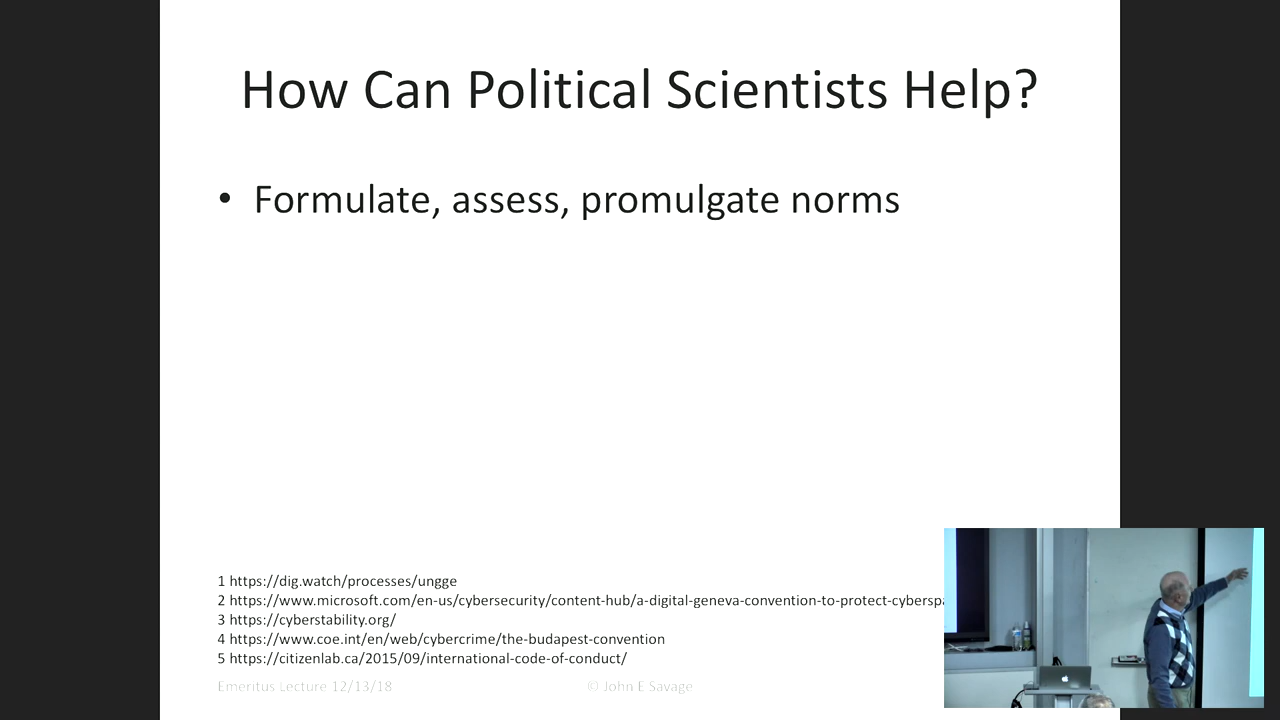 How Can Political Scientists Help?
• Formulate, assess, promulgate norms
1 https://dig.watch/processes/ungge
2 https://www.microsoft.com/en-us/cybersecurity/content-hub/a-digital-geneva-convention-to-protect-cyberspa
3 https://cyberstability.org/
4 https://www.coe.int/en/web/cybercrime/the-budapest-convention
5 https://citizenlab.ca/2015/09/international-code-of-conduct/
Emeritus Lecture 12/13/18 © John E Savage